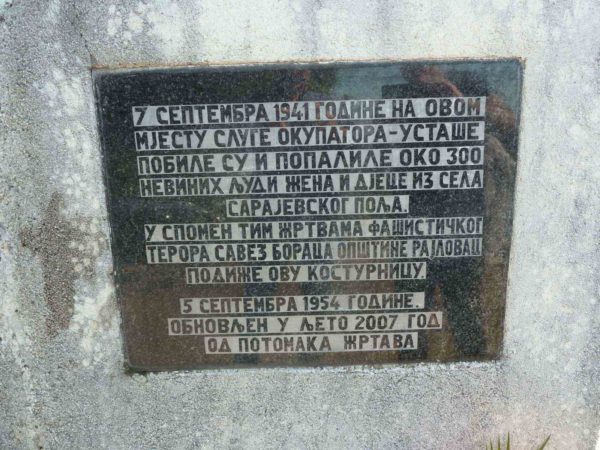 7 СЕПТЕМБРА 1941 ГОДИНЕ НА ОВОМ
МЈЕСТУ СЛУГЕ ОКУПАТОРА-УСТАШЕ
ПОБИЛЕ СУ И ПОПАЛИЛЕ ОКО 300
НЕВИНИХ ЉУДИ ЖЕНА И ДЈЕЦЕ ИЗ СЕЛА
САРАЈЕВСКОГ ПОЉА.
У СПОМЕН ТИМ ЖРТВАМА ФАШИСТИЧКОГ
ТЕРОРА САВЕЗ БОРАЦА ОПШТИНЕ РАЈЛОВАЦ
ПОДИЖЕ ОВУ КОСТУРНИЦУ.
5 СЕПТЕМБРА 1954 ГОДИНЕ.
ОБНОВЉЕН У ЉЕТО 2007 ГОД
ОД ПОТОМАКА ЖРТАВА